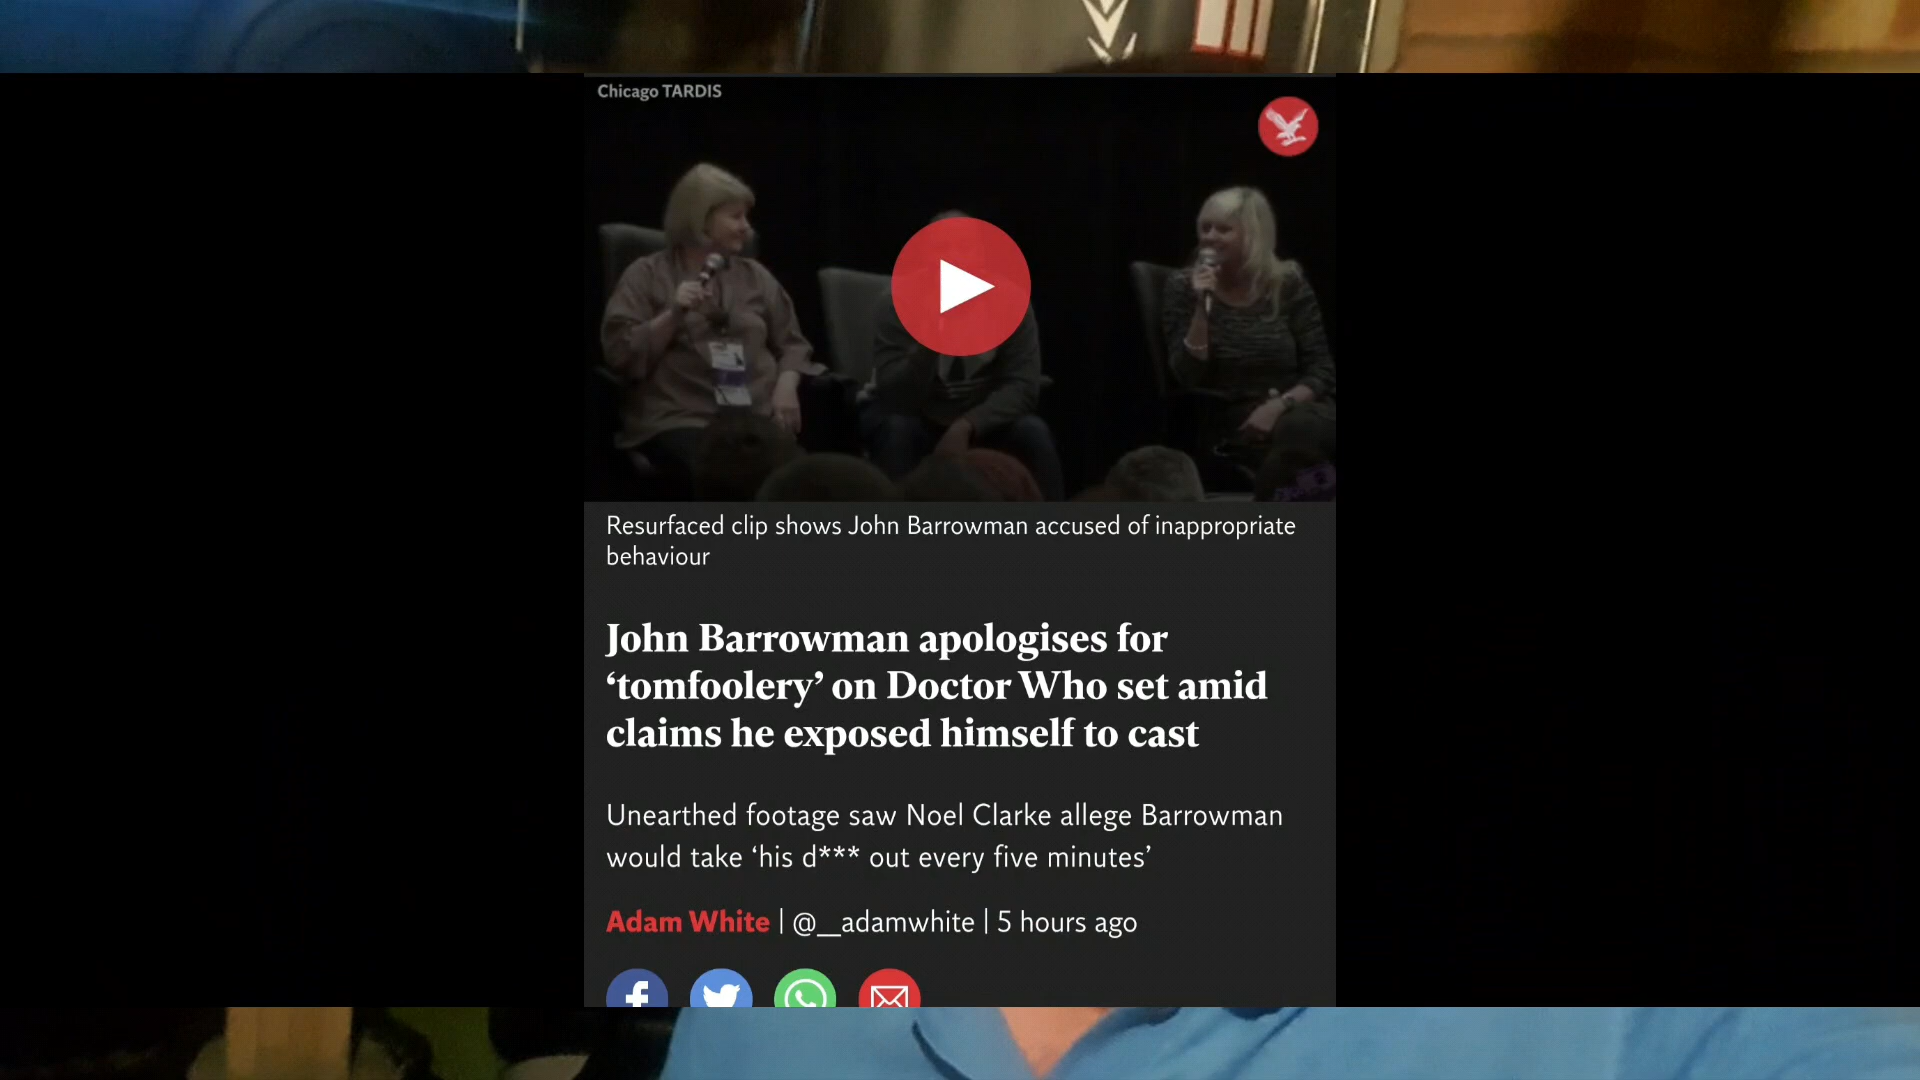 Chicago TARDIS
Resurfaced clip shows John Barrowman accused of inappropriate
behaviour
John Barrowman apologises for
‘tomfoolery’ on Doctor Who set amid
claims he exposed himself to cast
Unearthed footage saw Noel Clarke allege Barrowman
would take ‘his d*** out every five minutes’
Adam White | @__adamwhite | 5 hours ago